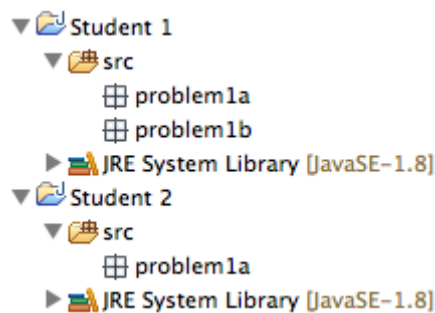 Student 1
src
problem1a
problem1b
JRE System Library [JavaSE-1.8]
Student 2
src
problem1a
JRE System Library [JavaSE-1.8]